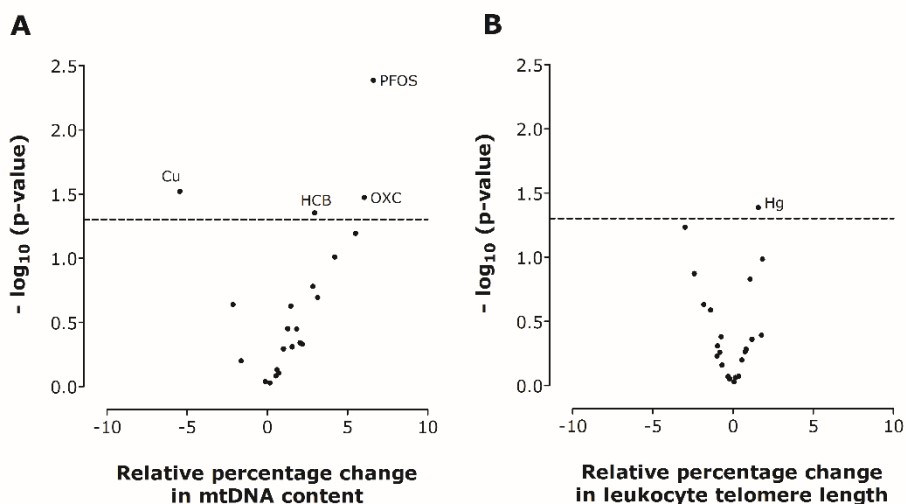 A
B
2.5
2.0
1.5
1.0
0.5
0.0
− log10 (p-value)
PFOS
Cu
HCB
OXC
-10
-5
0
5
10
Relative percentage change
in mtDNA content
2.5
2.0
1.5
1.0
0.5
0.0
− log10 (p-value)
Hg
-10
-5
0
5
10
Relative percentage change
in leukocyte telomere length